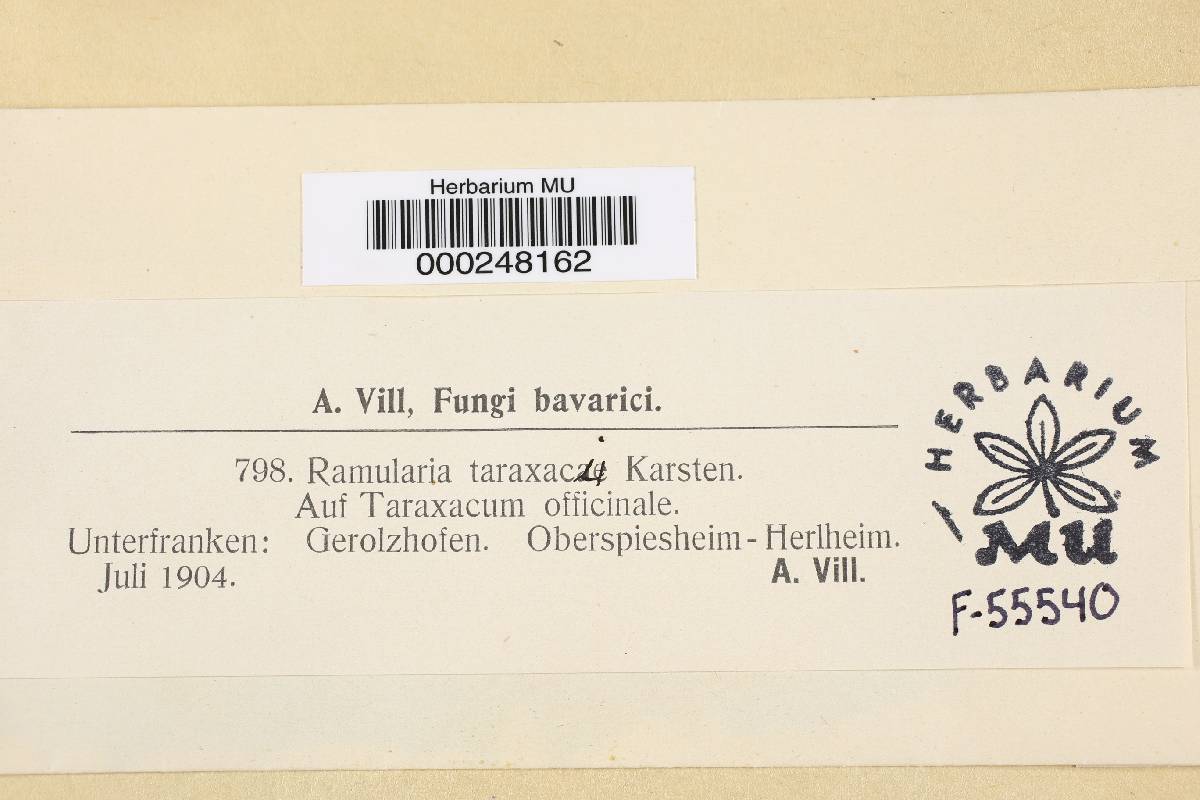 Herbarium MU
000248162
A. Vill, Fungi bavarici.
798. Ramularia taraxaci Karsten.
Auf Taraxacum officinale.
Unterfranken: Gerolzhofen. Oberspiesheim - Herlheim.
Juli 1904. A. Vill.
HERBARIUM
MU
F-55540